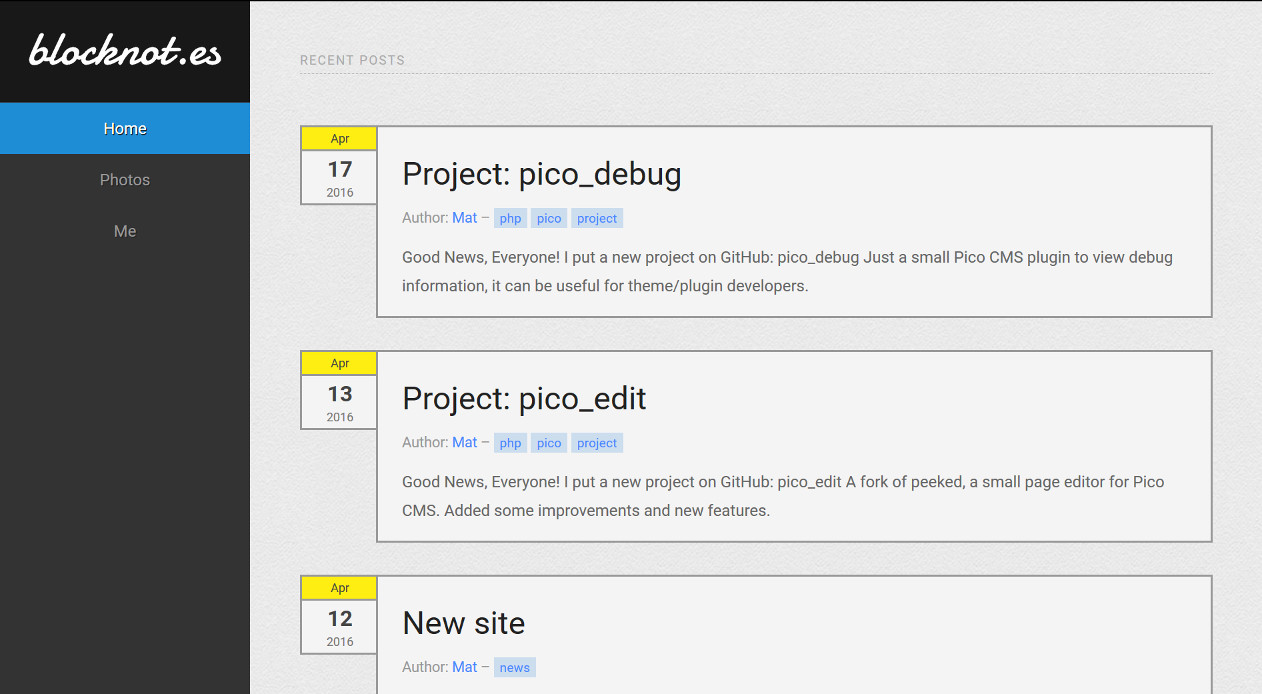 blocknot.es
Home
Photos
Me
RECENT POSTS
Apr
17
2016
Project: pico_debug
Author: Mat – php pico project
Good News, Everyone! I put a new project on GitHub: pico_debug Just a small Pico CMS plugin to view debug
information, it can be useful for theme/plugin developers.
Apr
13
2016
Project: pico_edit
Author: Mat – php pico project
Good News, Everyone! I put a new project on GitHub: pico_edit A fork of peeked, a small page editor for Pico
CMS. Added some improvements and new features.
Apr
12
2016
New site
Author: Mat – news